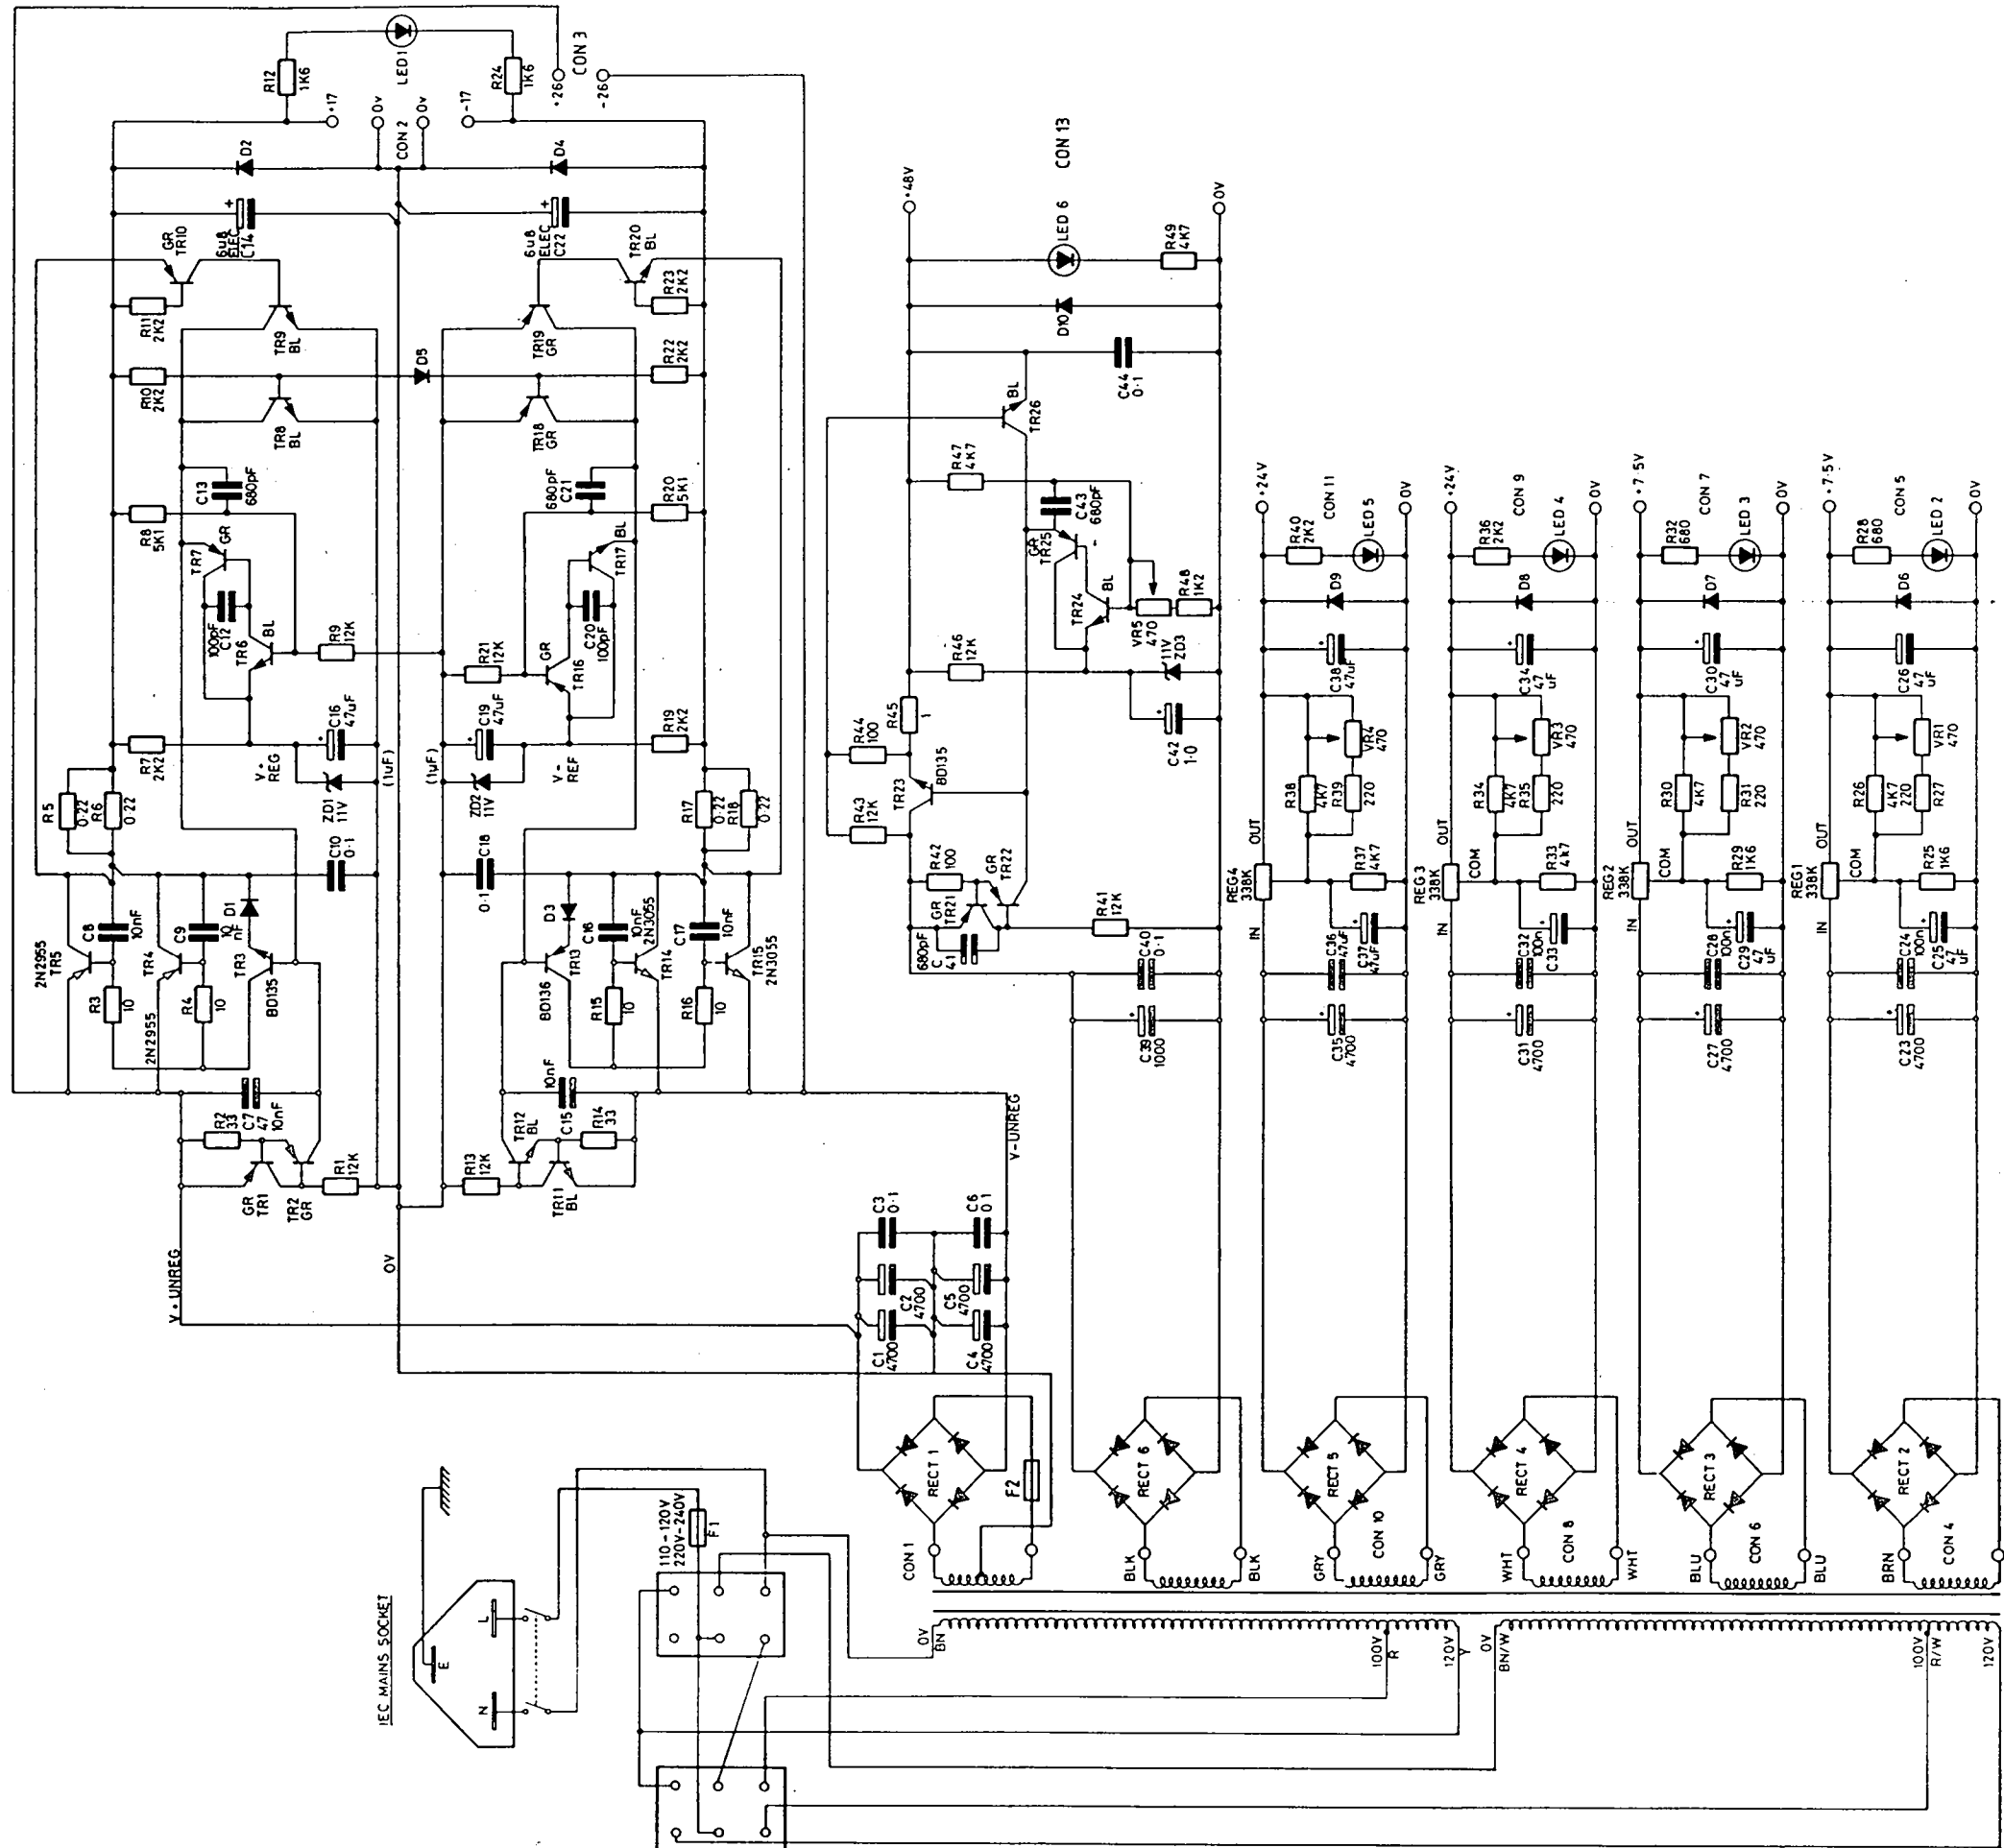 IEC MAINS SOCKET
E
L
N
110-120V
220V-240V
F1
0V
BN
100V
R
120V
Y
0V
BN/W
100V
R/W
120V
CON 1
RECT 1
F2
BLK
BLK
RECT 6
GRY
CON 10
GRY
RECT 5
WHT
CON 8
WHT
RECT 4
BLU
CON 6
BLU
RECT 3
BRN
CON 4
RECT 2
C1
4700
C2
4700
C3
0·1
C4
4700
C5
4700
C6
0·1
V+UNREG
0V
V-UNREG
GR
TR1
TR2
GR
R1
12K
R2
33
C7
47
10nF
2N2955
TR5
R3
10
C8
10nF
2N2955
TR4
R4
10
C9
10
nF
BD135
TR3
D1
C10
0·1
R5
0·22
R6
0·22
R7
2K2
V+
REG
ZD1
11V
C16
47uF
(1uF)
TR7
GR
100pF
C12
TR6
BL
R8
5K1
C13
680pF
R9
12K
R10
2K2
TR8
BL
R11
2K2
TR9
BL
GR
TR10
6u8
ELEC
C14
+
D2
R12
1K6
LED1
+17
0v
CON 2
0v
-17
R24
1K6
+26
-26
CON 3
D5
R13
12K
TR12
BL
TR11
BL
10nF
C15
R14
33
BD136
TR13
D3
0·1
C18
R15
10
C16
10nF
2N3055
TR14
R16
10
C17
10nF
TR15
2N3055
R17
0·22
R18
0·22
(1µF)
ZD2
11V
C19
47uF
V-
REF
R19
2K2
R21
12K
GR
TR16
C20
100pF
TR17
BL
680pF
C21
R20
5K1
TR18
GR
TR19
GR
R22
2K2
R23
2K2
TR20
BL
6u8
ELEC
C22
+
D4
C39
1000
C40
0·1
680pF
C
41
GR
TR21
R42
100
GR
TR22
R41
12K
R43
12K
TR23
BD135
R44
100
R45
1
R46
12K
C42
1·0
11V
ZD3
TR24
BL
GR
TR25
C43
680pF
VR5
470
R48
1K2
R47
4K7
TR26
BL
C44
0·1
D10
LED 6
R49
4K7
+48V
0V
CON 13
C35
4700
C36
47uF
C37
47uF
IN
REG4
338K
OUT
R37
4K7
R38
4K7
R39
220
VR4
470
C38
47uF
D9
R40
2K2
LED 5
CON 11
+24V
0V
C31
4700
C32
100n
C33
IN
REG3
338K
OUT
COM
R33
4k7
R34
4K7
R35
220
VR3
470
C34
47
uF
D8
R36
2K2
LED 4
CON 9
+24V
0V
C27
4700
C28
100n
C29
47
uF
IN
REG2
338K
OUT
COM
R29
1K6
R30
4K7
R31
220
VR2
470
C30
47
uF
D7
R32
680
LED 3
CON 7
+7·5V
0V
C23
4700
C24
100n
C25
47
uF
IN
REG1
338K
OUT
COM
R25
1K6
R26
4K7
220
R27
VR1
470
C26
47
uF
D6
R28
680
LED 2
CON 5
+7·5V
0V